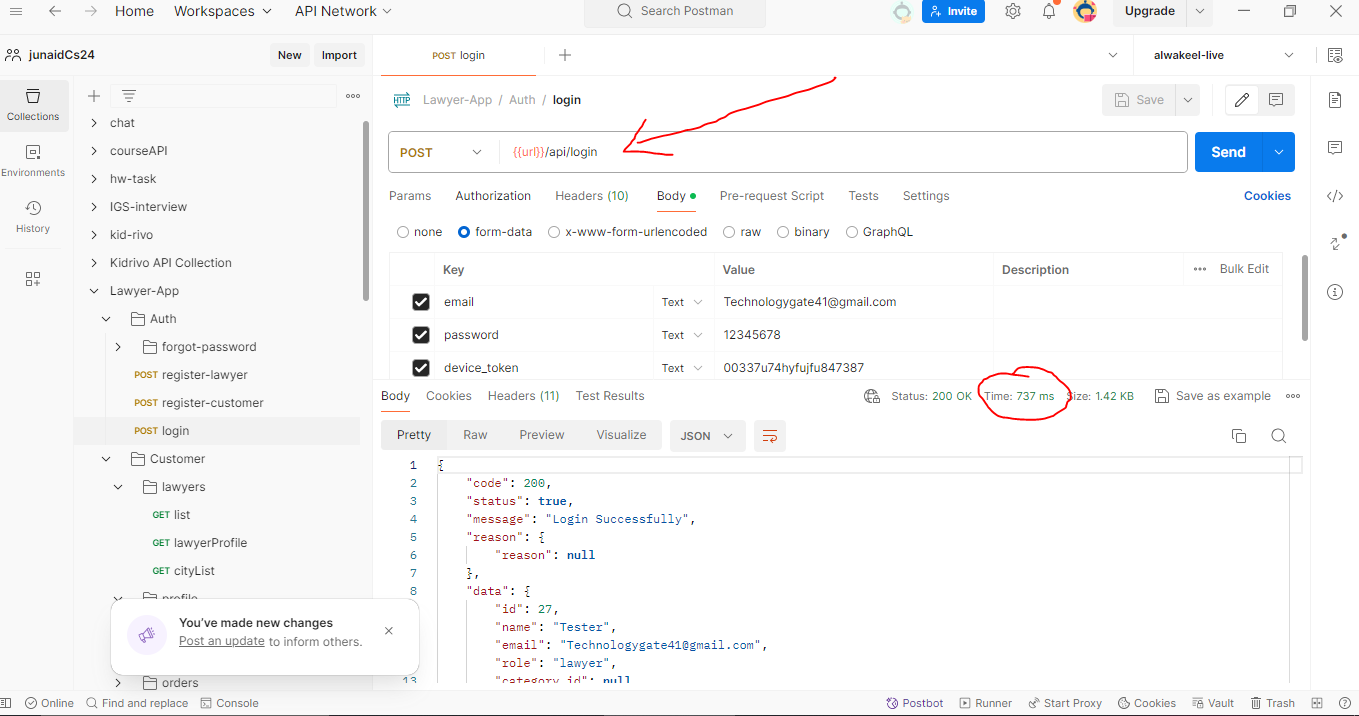 Home Workspaces API Network Search Postman Invite Upgrade
junaidCs24 New Import POST login alwakeel-live
Collections
Environments
History
chat
courseAPI
hw-task
IGS-interview
kid-rivo
Kidrivo API Collection
Lawyer-App
Auth
forgot-password
POST register-lawyer
POST register-customer
POST login
Customer
lawyers
GET list
GET lawyerProfile
GET cityList
profile
orders
You've made new changes
Post an update to inform others.
HTTP Lawyer-App / Auth / login Save
POST {{url}}/api/login Send
Params Authorization Headers (10) Body Pre-request Script Tests Settings Cookies
none form-data x-www-form-urlencoded raw binary GraphQL
Key Value Description Bulk Edit
email Text Technologygate41@gmail.com
password Text 12345678
device_token Text 00337u74hyfujfu847387
Body Cookies Headers (11) Test Results Status: 200 OK Time: 737 ms Size: 1.42 KB Save as example
Pretty Raw Preview Visualize JSON
1 {
2 "code": 200,
3 "status": true,
4 "message": "Login Successfully",
5 "reason": {
6 "reason": null
7 },
8 "data": {
9 "id": 27,
10 "name": "Tester",
11 "email": "Technologygate41@gmail.com",
12 "role": "lawyer",
13 "category_id": null
Online Find and replace Console Postbot Runner Start Proxy Cookies Vault Trash